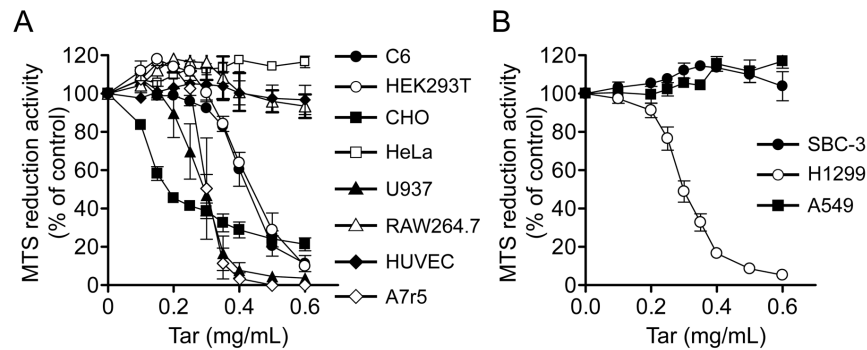 A
MTS reduction activity
(% of control)
120
100
80
60
40
20
0
0
0.2
0.4
0.6
Tar (mg/mL)
C6
HEK293T
CHO
HeLa
U937
RAW264.7
HUVEC
A7r5
B
MTS reduction activity
(% of control)
120
100
80
60
40
20
0
0.0
0.2
0.4
0.6
Tar (mg/mL)
SBC-3
H1299
A549